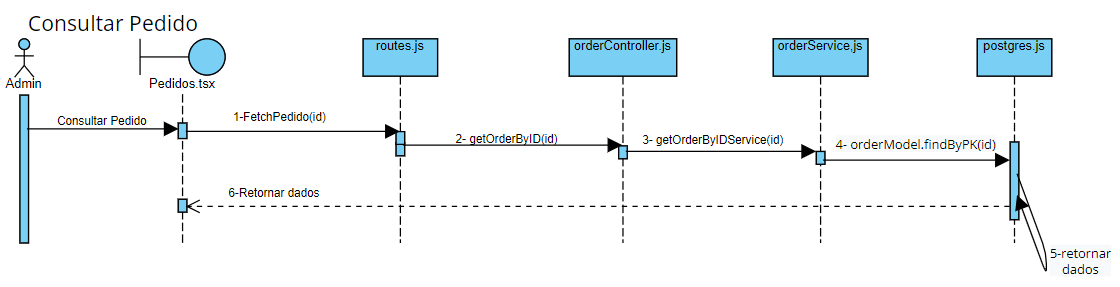 Consultar Pedido
Admin
Pedidos.tsx
routes.js
orderController.js
orderService.js
postgres.js
Consultar Pedido
1-FetchPedido(id)
2- getOrderByID(id)
3- getOrderByIDService(id)
4- orderModel.findByPK(id)
6-Retornar dados
5-retornar
dados